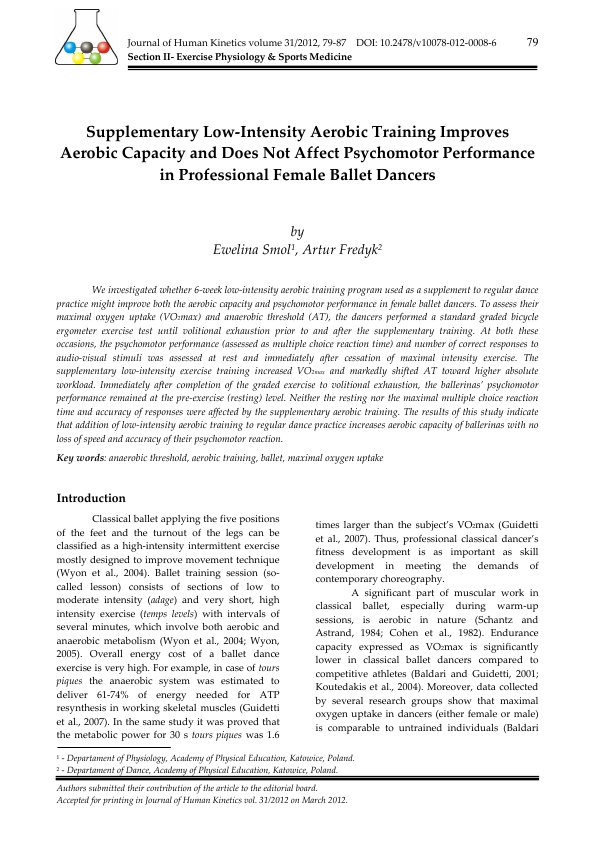 Journal of Human Kinetics volume 31/2012, 79-87 DOI: 10.2478/v10078-012-0008-6 79
Section II- Exercise Physiology & Sports Medicine
Supplementary Low-Intensity Aerobic Training Improves
Aerobic Capacity and Does Not Affect Psychomotor Performance
in Professional Female Ballet Dancers
by
Ewelina Smol¹, Artur Fredyk²
We investigated whether 6-week low-intensity aerobic training program used as a supplement to regular dance
practice might improve both the aerobic capacity and psychomotor performance in female ballet dancers. To assess their
maximal oxygen uptake (VO₂max) and anaerobic threshold (AT), the dancers performed a standard graded bicycle
ergometer exercise test until volitional exhaustion prior to and after the supplementary training. At both these
occasions, the psychomotor performance (assessed as multiple choice reaction time) and number of correct responses to
audio-visual stimuli was assessed at rest and immediately after cessation of maximal intensity exercise. The
supplementary low-intensity exercise training increased VO₂max and markedly shifted AT toward higher absolute
workload. Immediately after completion of the graded exercise to volitional exhaustion, the ballerinas' psychomotor
performance remained at the pre-exercise (resting) level. Neither the resting nor the maximal multiple choice reaction
time and accuracy of responses were affected by the supplementary aerobic training. The results of this study indicate
that addition of low-intensity aerobic training to regular dance practice increases aerobic capacity of ballerinas with no
loss of speed and accuracy of their psychomotor reaction.
Key words: anaerobic threshold, aerobic training, ballet, maximal oxygen uptake
Introduction
Classical ballet applying the five positions
of the feet and the turnout of the legs can be
classified as a high-intensity intermittent exercise
mostly designed to improve movement technique
(Wyon et al., 2004). Ballet training session (so-
called lesson) consists of sections of low to
moderate intensity (adage) and very short, high
intensity exercise (temps levels) with intervals of
several minutes, which involve both aerobic and
anaerobic metabolism (Wyon et al., 2004; Wyon,
2005). Overall energy cost of a ballet dance
exercise is very high. For example, in case of tours
piques the anaerobic system was estimated to
deliver 61-74% of energy needed for ATP
resynthesis in working skeletal muscles (Guidetti
et al., 2007). In the same study it was proved that
the metabolic power for 30 s tours piques was 1.6
times larger than the subject's VO₂max (Guidetti
et al., 2007). Thus, professional classical dancer's
fitness development is as important as skill
development in meeting the demands of
contemporary choreography.
A significant part of muscular work in
classical ballet, especially during warm-up
sessions, is aerobic in nature (Schantz and
Astrand, 1984; Cohen et al., 1982). Endurance
capacity expressed as VO₂max is significantly
lower in classical ballet dancers compared to
competitive athletes (Baldari and Guidetti, 2001;
Koutedakis et al., 2004). Moreover, data collected
by several research groups show that maximal
oxygen uptake in dancers (either female or male)
is comparable to untrained individuals (Baldari
¹ - Departament of Physiology, Academy of Physical Education, Katowice, Poland.
² - Departament of Dance, Academy of Physical Education, Katowice, Poland.
Authors submitted their contribution of the article to the editorial board.
Accepted for printing in Journal of Human Kinetics vol. 31/2012 on March 2012.